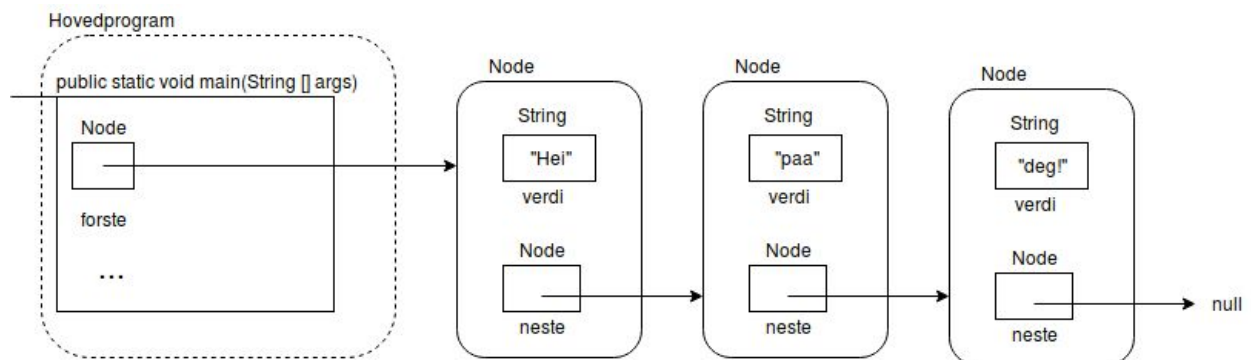 Hovedprogram
public static void main(String [] args)
Node
forste
...
Node
String
"Hei"
verdi
Node
neste
Node
String
"paa"
verdi
Node
neste
Node
String
"deg!"
verdi
Node
neste
null